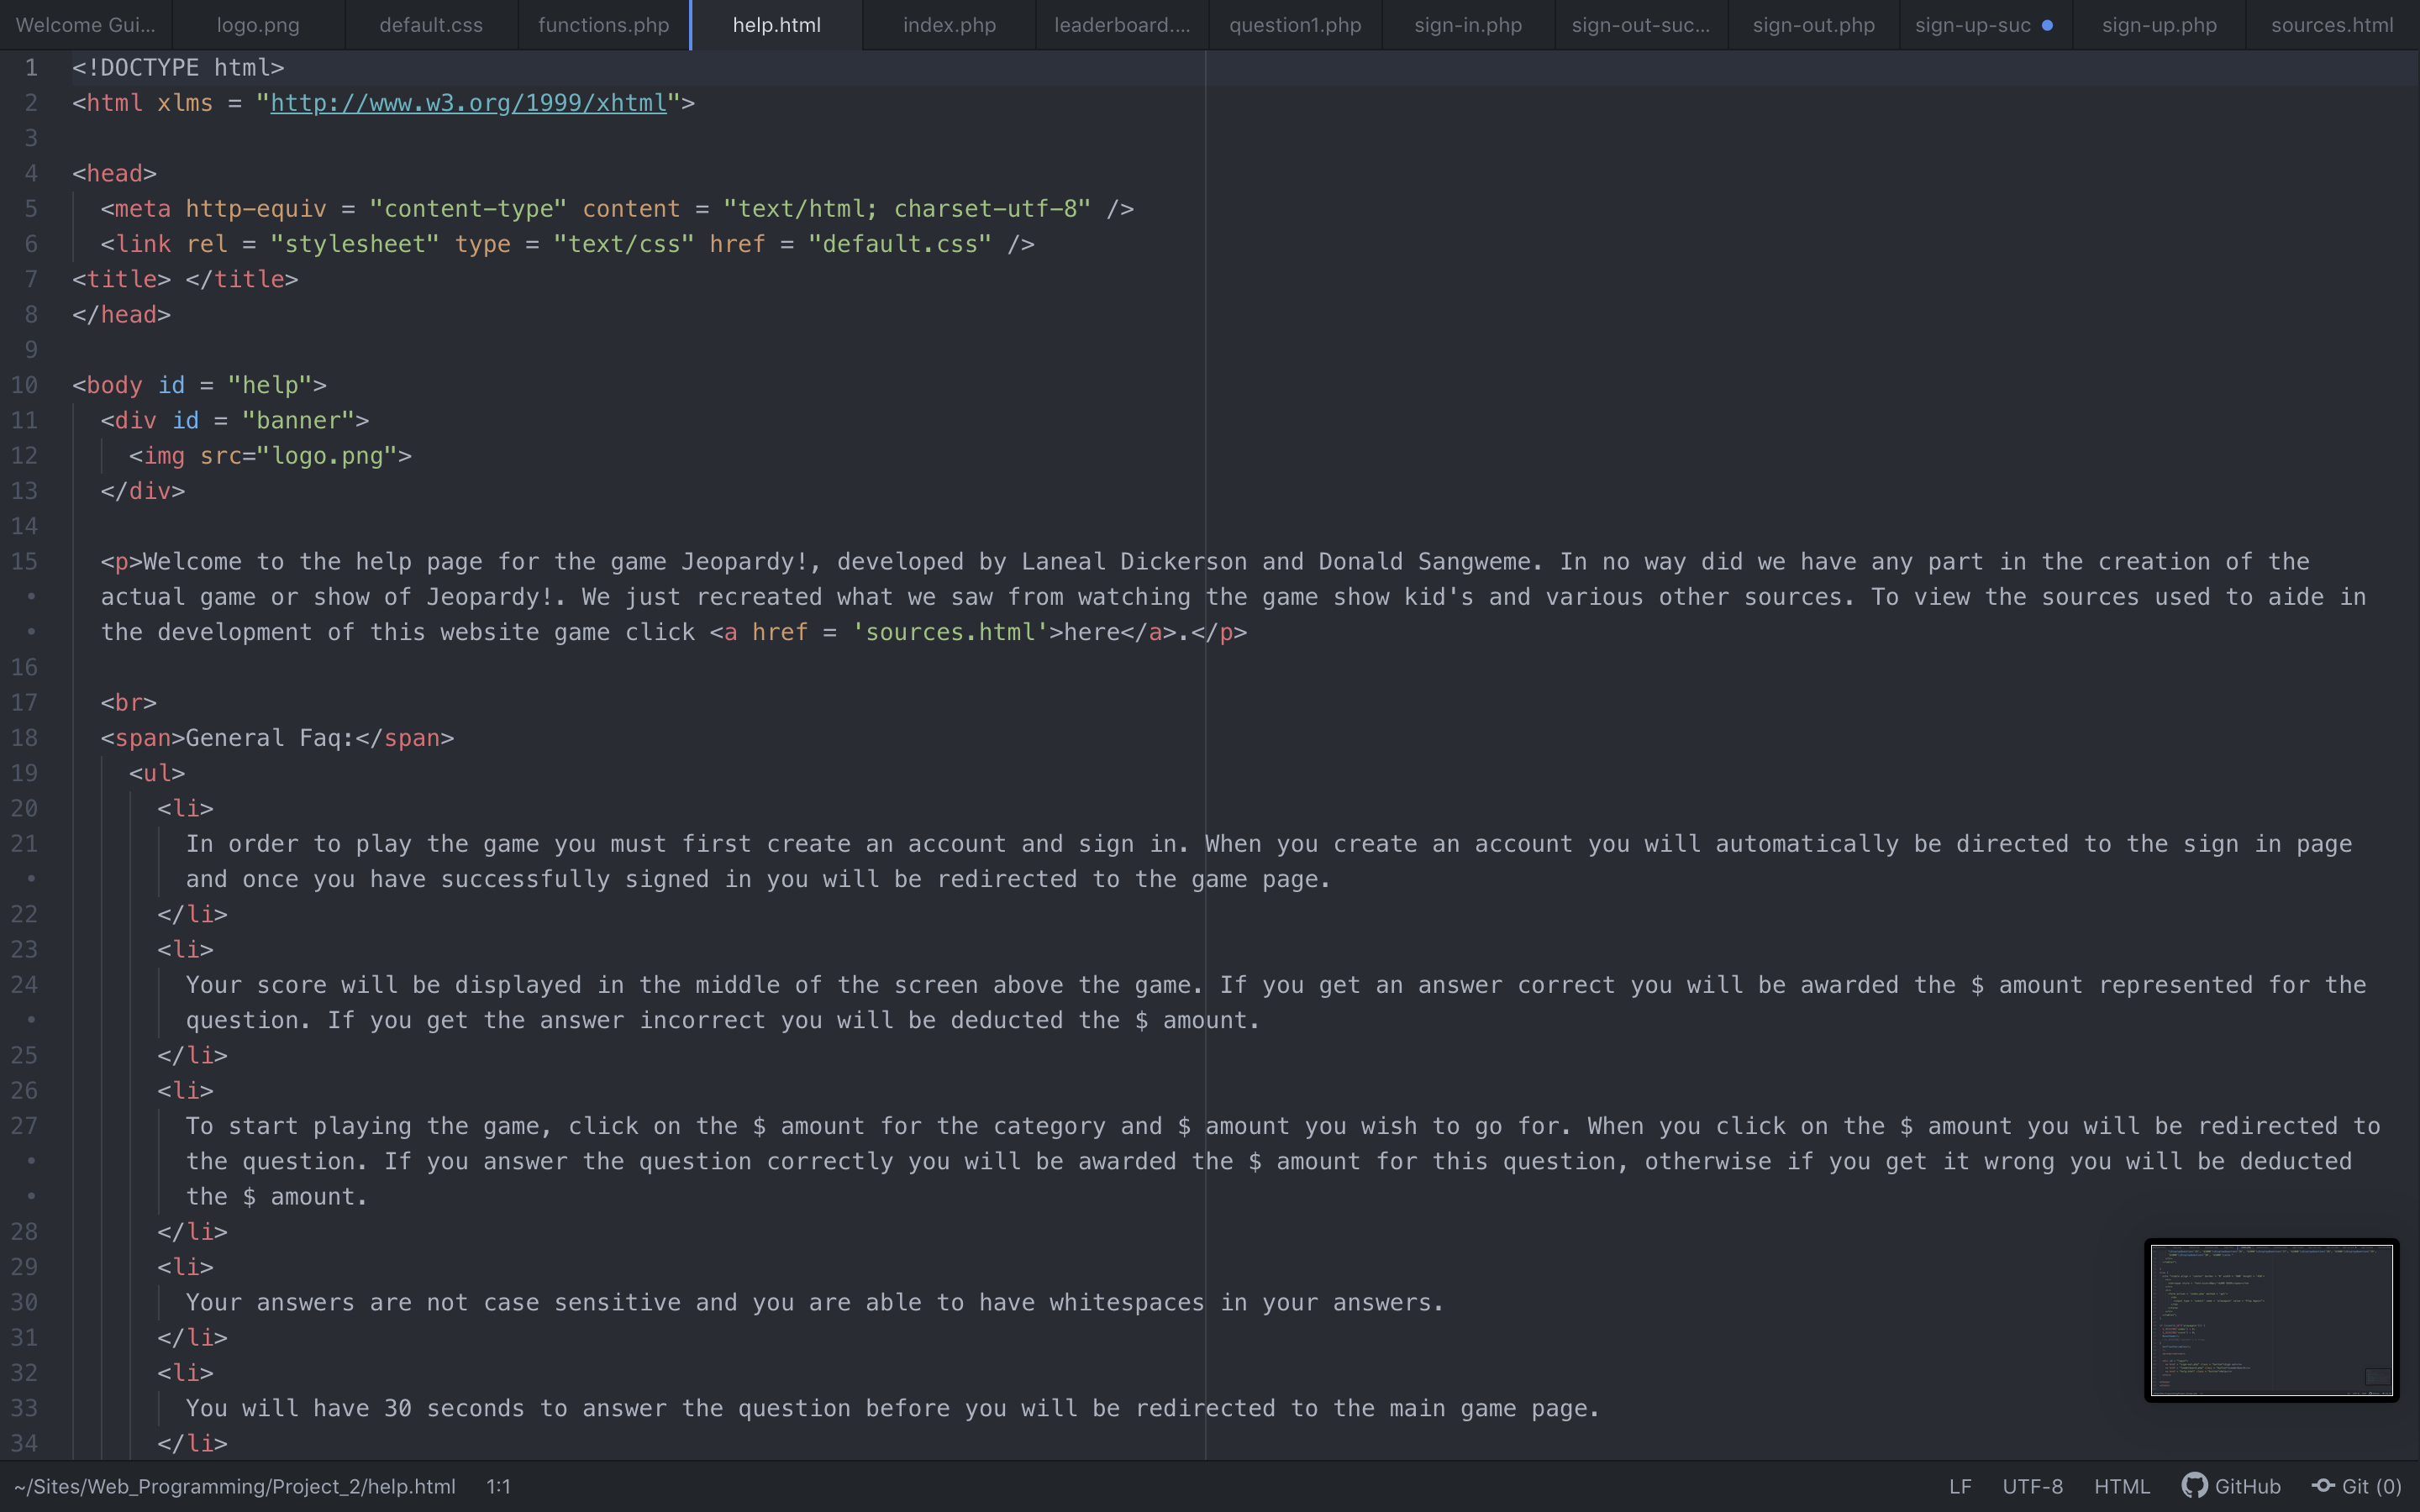 Welcome Gui... logo.png default.css functions.php help.html index.php leaderboard.... question1.php sign-in.php sign-out-suc... sign-out.php sign-up-suc sign-up.php sources.html
1 <!DOCTYPE html>
2 <html xlms = "http://www.w3.org/1999/xhtml">
3
4 <head>
5 <meta http-equiv = "content-type" content = "text/html; charset-utf-8" />
6 <link rel = "stylesheet" type = "text/css" href = "default.css" />
7 <title> </title>
8 </head>
9
10 <body id = "help">
11 <div id = "banner">
12 <img src="logo.png">
13 </div>
14
15 <p>Welcome to the help page for the game Jeopardy!, developed by Laneal Dickerson and Donald Sangweme. In no way did we have any part in the creation of the
• actual game or show of Jeopardy!. We just recreated what we saw from watching the game show kid's and various other sources. To view the sources used to aide in
• the development of this website game click <a href = 'sources.html'>here</a>.</p>
16
17 <br>
18 <span>General Faq:</span>
19 <ul>
20 <li>
21 In order to play the game you must first create an account and sign in. When you create an account you will automatically be directed to the sign in page
• and once you have successfully signed in you will be redirected to the game page.
22 </li>
23 <li>
24 Your score will be displayed in the middle of the screen above the game. If you get an answer correct you will be awarded the $ amount represented for the
• question. If you get the answer incorrect you will be deducted the $ amount.
25 </li>
26 <li>
27 To start playing the game, click on the $ amount for the category and $ amount you wish to go for. When you click on the $ amount you will be redirected to
• the question. If you answer the question correctly you will be awarded the $ amount for this question, otherwise if you get it wrong you will be deducted
• the $ amount.
28 </li>
29 <li>
30 Your answers are not case sensitive and you are able to have whitespaces in your answers.
31 </li>
32 <li>
33 You will have 30 seconds to answer the question before you will be redirected to the main game page.
34 </li>
~/Sites/Web_Programming/Project_2/help.html 1:1 LF UTF-8 HTML GitHub Git (0)